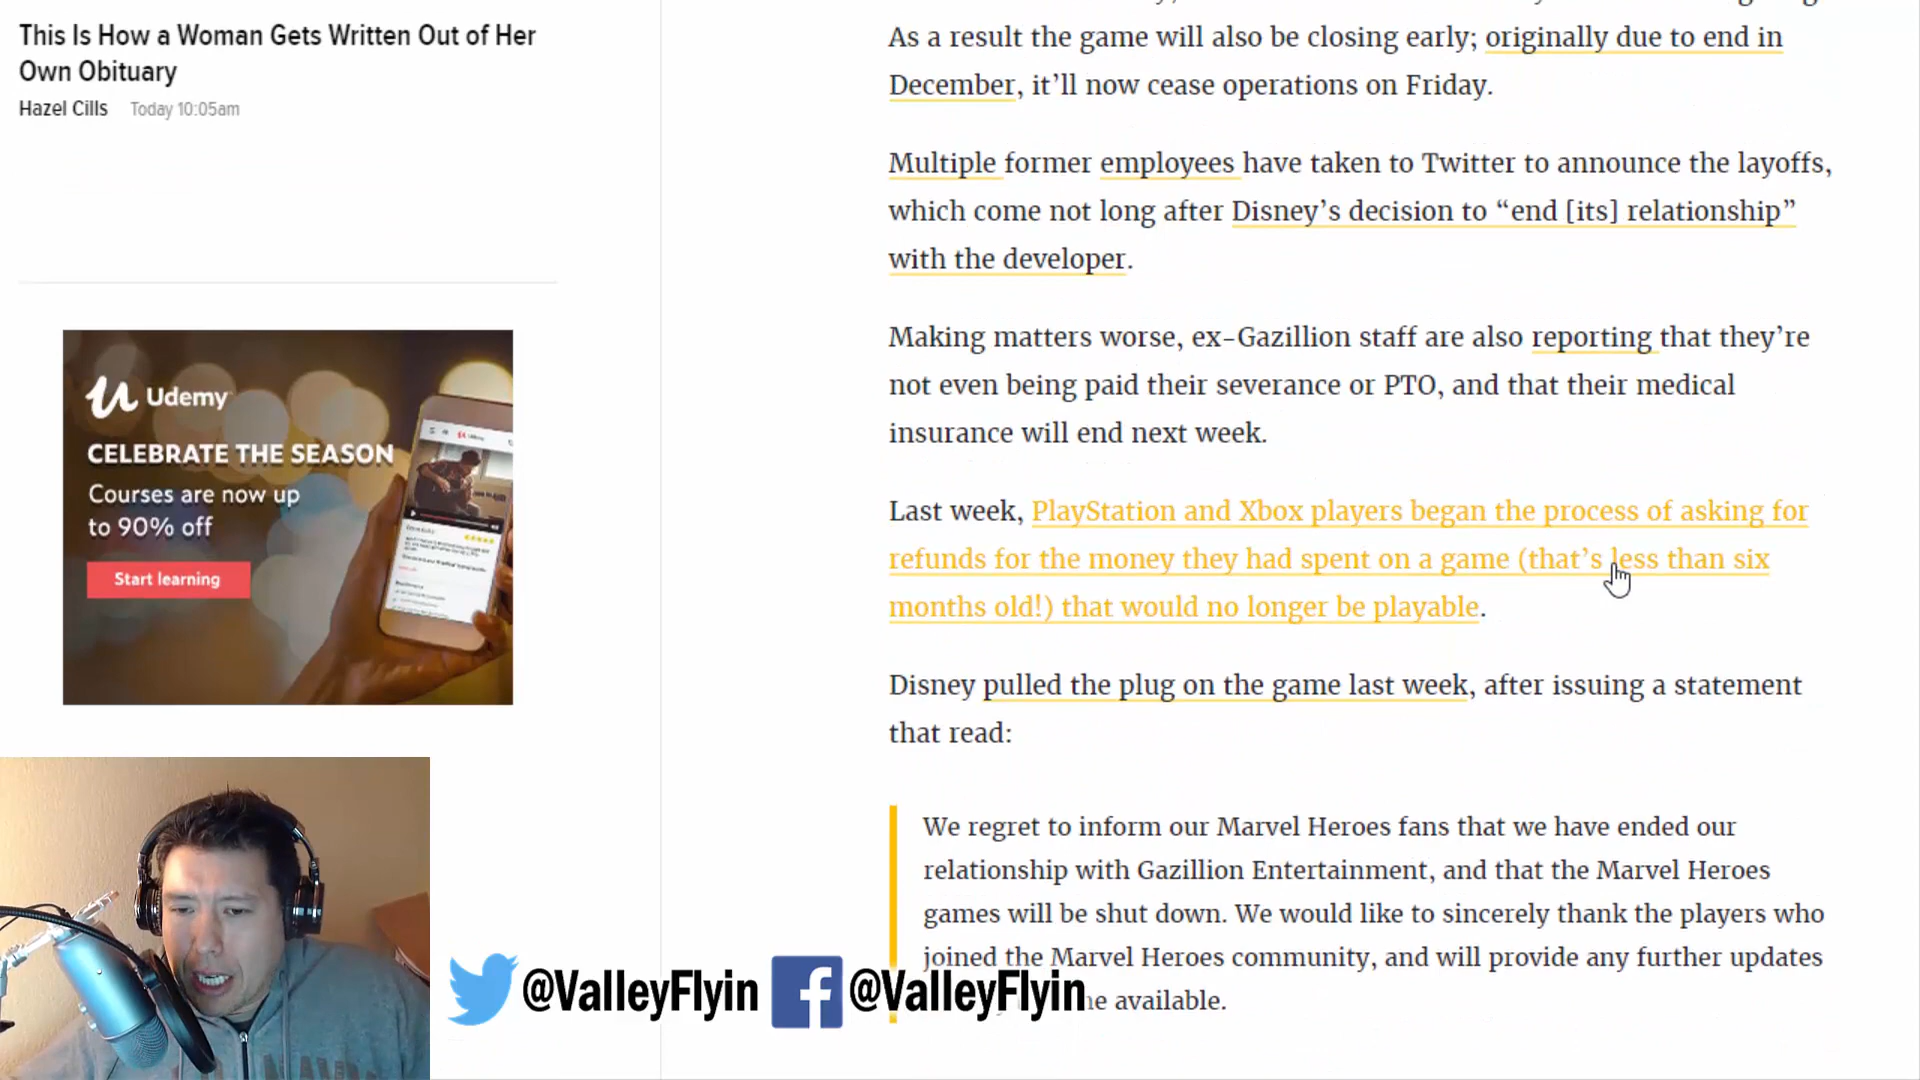 This Is How a Woman Gets Written Out of Her
Own Obituary
Hazel Cills Today 10:05am
Udemy
CELEBRATE THE SEASON
Courses are now up
to 90% off
Start learning
As a result the game will also be closing early; originally due to end in
December, it’ll now cease operations on Friday.
Multiple former employees have taken to Twitter to announce the layoffs,
which come not long after Disney’s decision to “end [its] relationship”
with the developer.
Making matters worse, ex-Gazillion staff are also reporting that they’re
not even being paid their severance or PTO, and that their medical
insurance will end next week.
Last week, PlayStation and Xbox players began the process of asking for
refunds for the money they had spent on a game (that’s less than six
months old!) that would no longer be playable.
Disney pulled the plug on the game last week, after issuing a statement
that read:
We regret to inform our Marvel Heroes fans that we have ended our
relationship with Gazillion Entertainment, and that the Marvel Heroes
games will be shut down. We would like to sincerely thank the players who
joined the Marvel Heroes community, and will provide any further updates
available.
@ValleyFlyin @ValleyFlyin